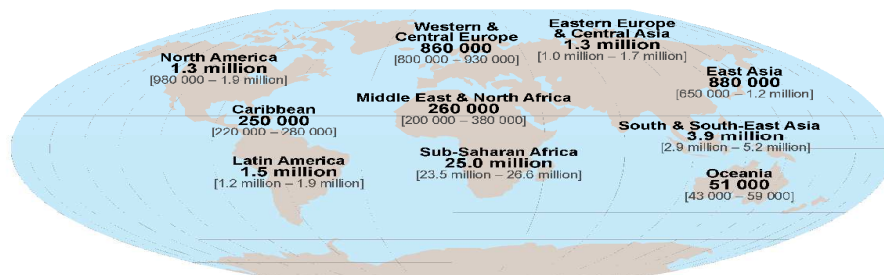 Western &
Central Europe
860 000
[800 000 – 930 000]
Eastern Europe
& Central Asia
1.3 million
[1.0 million – 1.7 million]
North America
1.3 million
[980 000 – 1.9 million]
East Asia
880 000
[650 000 – 1.2 million]
Caribbean
250 000
[220 000 – 280 000]
Middle East & North Africa
260 000
[200 000 – 380 000]
South & South-East Asia
3.9 million
[2.9 million – 5.2 million]
Latin America
1.5 million
[1.2 million – 1.9 million]
Sub-Saharan Africa
25.0 million
[23.5 million – 26.6 million]
Oceania
51 000
[43 000 – 59 000]